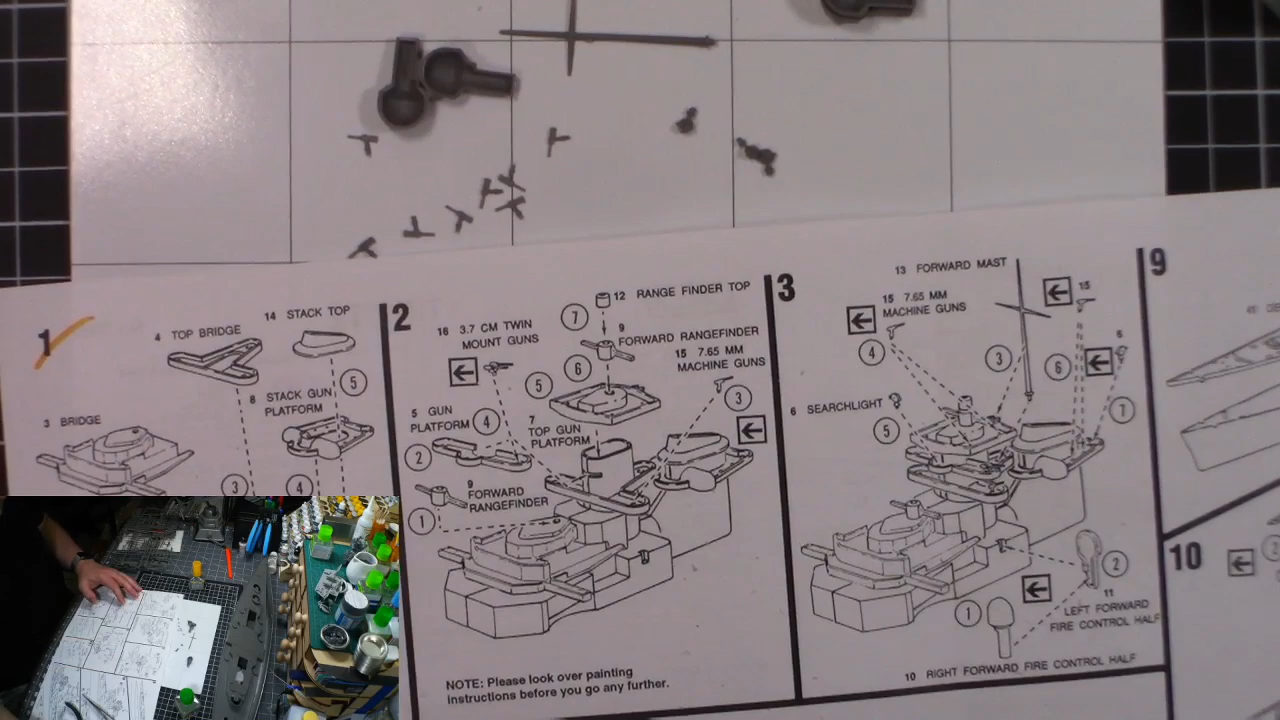 1
4 TOP BRIDGE
14 STACK TOP
5
8 STACK GUN
PLATFORM
3 BRIDGE
3
4
2
16 3.7 CM TWIN
MOUNT GUNS
12 RANGE FINDER TOP
7
9
FORWARD RANGEFINDER
6
15 7.65 MM
MACHINE GUNS
5
3
5 GUN
PLATFORM
4
7
TOP GUN
PLATFORM
2
9
FORWARD
RANGEFINDER
1
NOTE: Please look over painting
instructions before you go any further.
3
13 FORWARD MAST
15 7.65 MM
MACHINE GUNS
15
4
3
6
6
6 SEARCHLIGHT
5
7
2
11
LEFT FORWARD
FIRE CONTROL HALF
1
10 RIGHT FORWARD FIRE CONTROL HALF
9
10